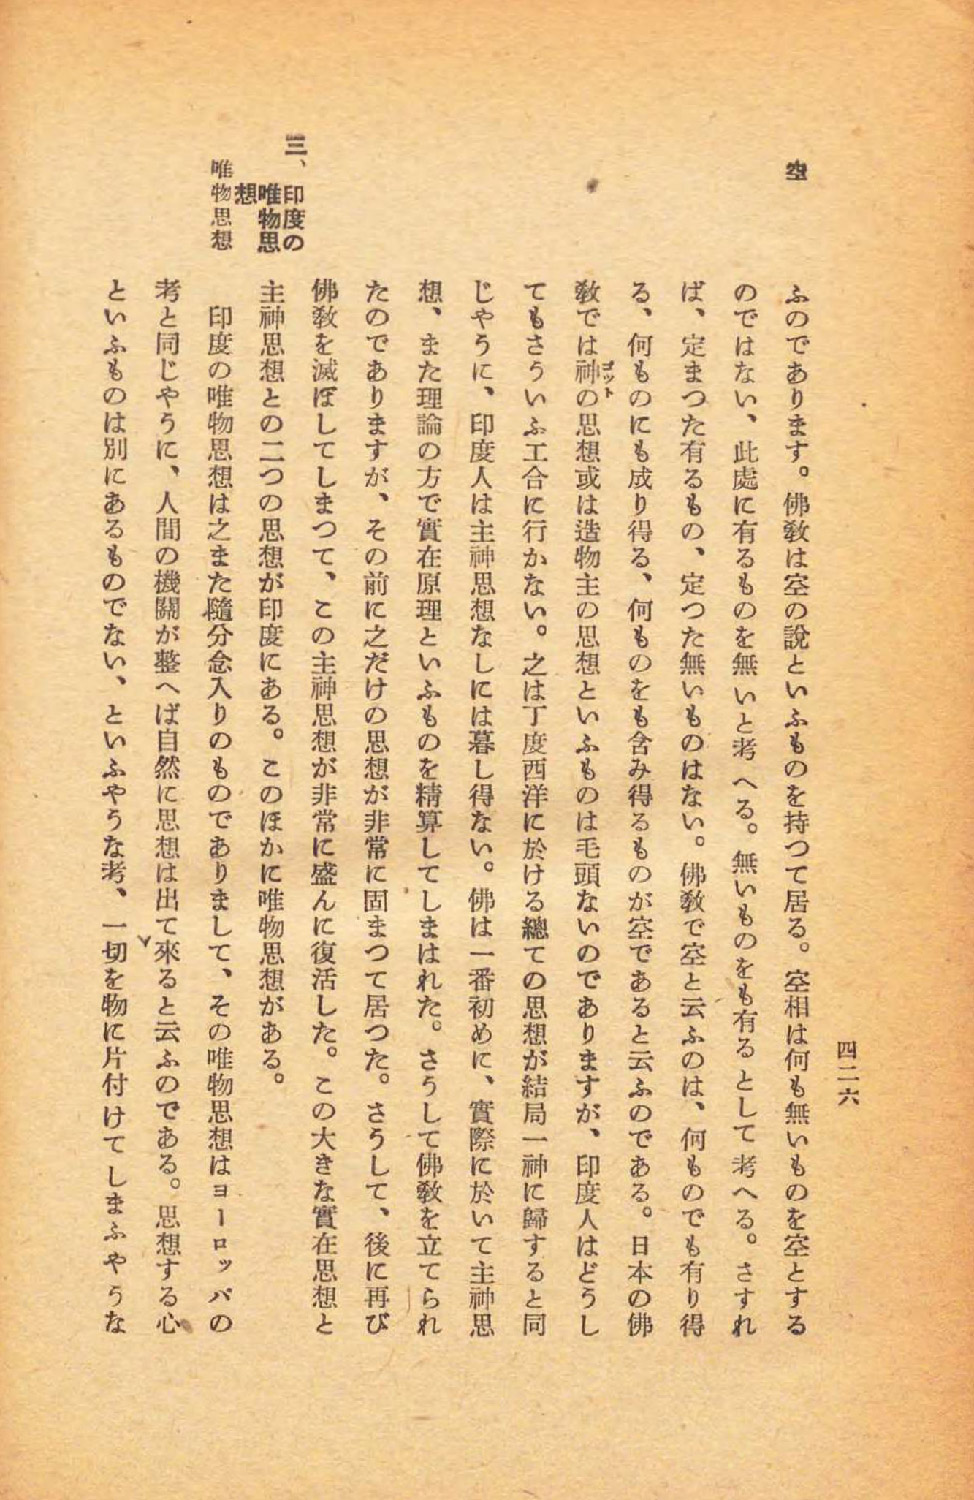 四二六
空
ふのであります。佛敎は空の說といふものを持つて居る。空相は何も無いものを空とする
のではない、此處に有るものを無いと考へる。無いものをも有るとして考へる。さすれ
ば、定まつた有るもの、定つた無いものはない。佛敎で空と云ふのは、何ものでも有り得
る、何ものにも成り得る、何ものをも含み得るものが空であると云ふのである。日本の佛
敎では神の思想或は造物主の思想といふものは毛頭ないのでありますが、印度人はどうし
ゴット
てもさういふ工合に行かない。之は丁度西洋に於ける總ての思想が結局一神に歸すると同
じやうに、印度人は主神思想なしには暮し得ない。佛は一番初めに、實際に於いて主神思
想、また理論の方で實在原理といふものを精算してしまはれた。さうして佛敎を立てられ
たのでありますが、その前に之だけの思想が非常に固まつて居つた。さうして、後に再び
佛敎を滅ぼしてしまつて、この主神思想が非常に盛んに復活した。この大きな實在思想と
主神思想との二つの思想が印度にある。このほかに唯物思想がある。
三、印度の
唯物思
想
唯物思想
印度の唯物思想は之また隨分念入りのものでありまして、その唯物思想はヨーロッパの
考と同じやうに、人間の機關が整へば自然に思想は出て來ると云ふのである。思想する心
といふものは別にあるものでない、といふやうな考、一切を物に片付けてしまふやうな